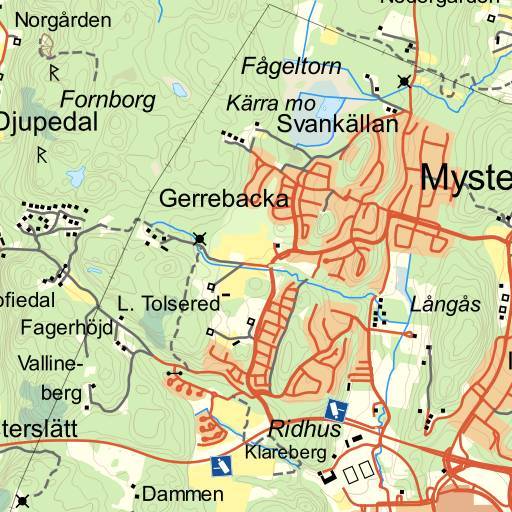 Nedergården
Norgården
Fågeltorn
R
Fornborg
Kärra mo
Djupedal
Svankällan
R
Myste
Gerrebacka
ofiedal
L. Tolsered
Långås
Fagerhöjd
Valline-
berg
terslätt
Ridhus
Klareberg
Dammen